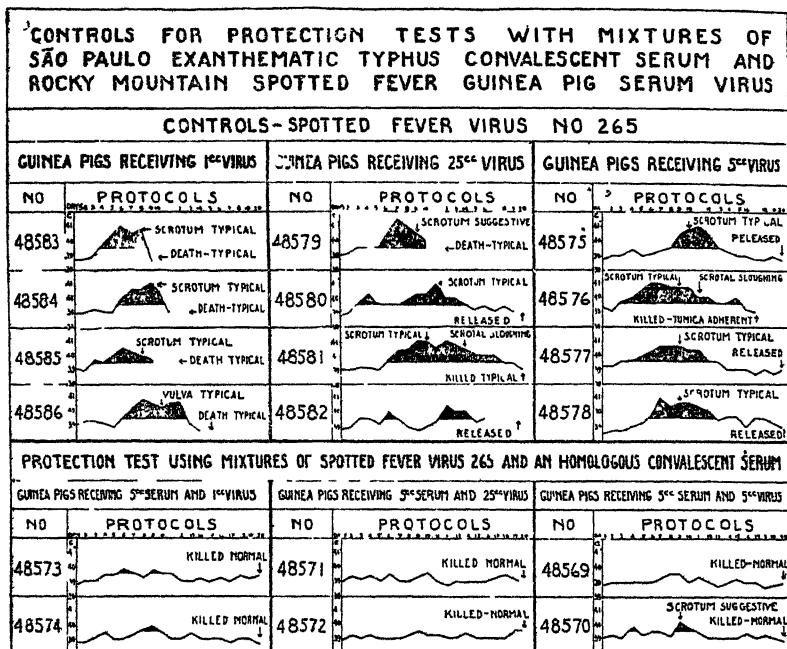 CONTROLS FOR PROTECTION TESTS WITH MIXTURES OF
SÃO PAULO EXANTHEMATIC TYPHUS CONVALESCENT SERUM AND
ROCKY MOUNTAIN SPOTTED FEVER GUINEA PIG SERUM VIRUS
CONTROLS-SPOTTED FEVER VIRUS NO 265
GUINEA PIGS RECEIVING 1cc VIRUS
NO PROTOCOLS
48583 SCROTUM TYPICAL
DEATH-TYPICAL
48584 SCROTUM TYPICAL
DEATH-TYPICAL
48585 SCROTUM TYPICAL
DEATH TYPICAL
48586 VULVA TYPICAL
DEATH TYPICAL
GUINEA PIGS RECEIVING 25cc VIRUS
NO PROTOCOLS
48579 SCROTUM SUGGESTIVE
DEATH-TYPICAL
48580 SCROTUM TYPICAL
RELEASED
48581 SCROTUM TYPICAL SCROTAL SLOUGHING
KILLED TYPICAL
48582 RELEASED
GUINEA PIGS RECEIVING 5cc VIRUS
NO PROTOCOLS
48575 SCROTUM TYPICAL
RELEASED
48576 SCROTUM TYPICAL SCROTAL SLOUGHING
KILLED-TUNICA ADHERENT
48577 SCROTUM TYPICAL
RELEASED
48578 SCROTUM TYPICAL
RELEASED
PROTECTION TEST USING MIXTURES OF SPOTTED FEVER VIRUS 265 AND AN HOMOLOGOUS CONVALESCENT SERUM
GUINEA PIGS RECEIVING 5cc SERUM AND 1cc VIRUS
NO PROTOCOLS
48573 KILLED NORMAL
48574 KILLED NORMAL
GUINEA PIGS RECEIVING 5cc SERUM AND 25cc VIRUS
NO PROTOCOLS
48571 KILLED NORMAL
48572 KILLED-NORMAL
GUINEA PIGS RECEIVING 5cc SERUM AND 5cc VIRUS
NO PROTOCOLS
48569 KILLED-NORMAL
48570 SCROTUM SUGGESTIVE
KILLED-NORMAL